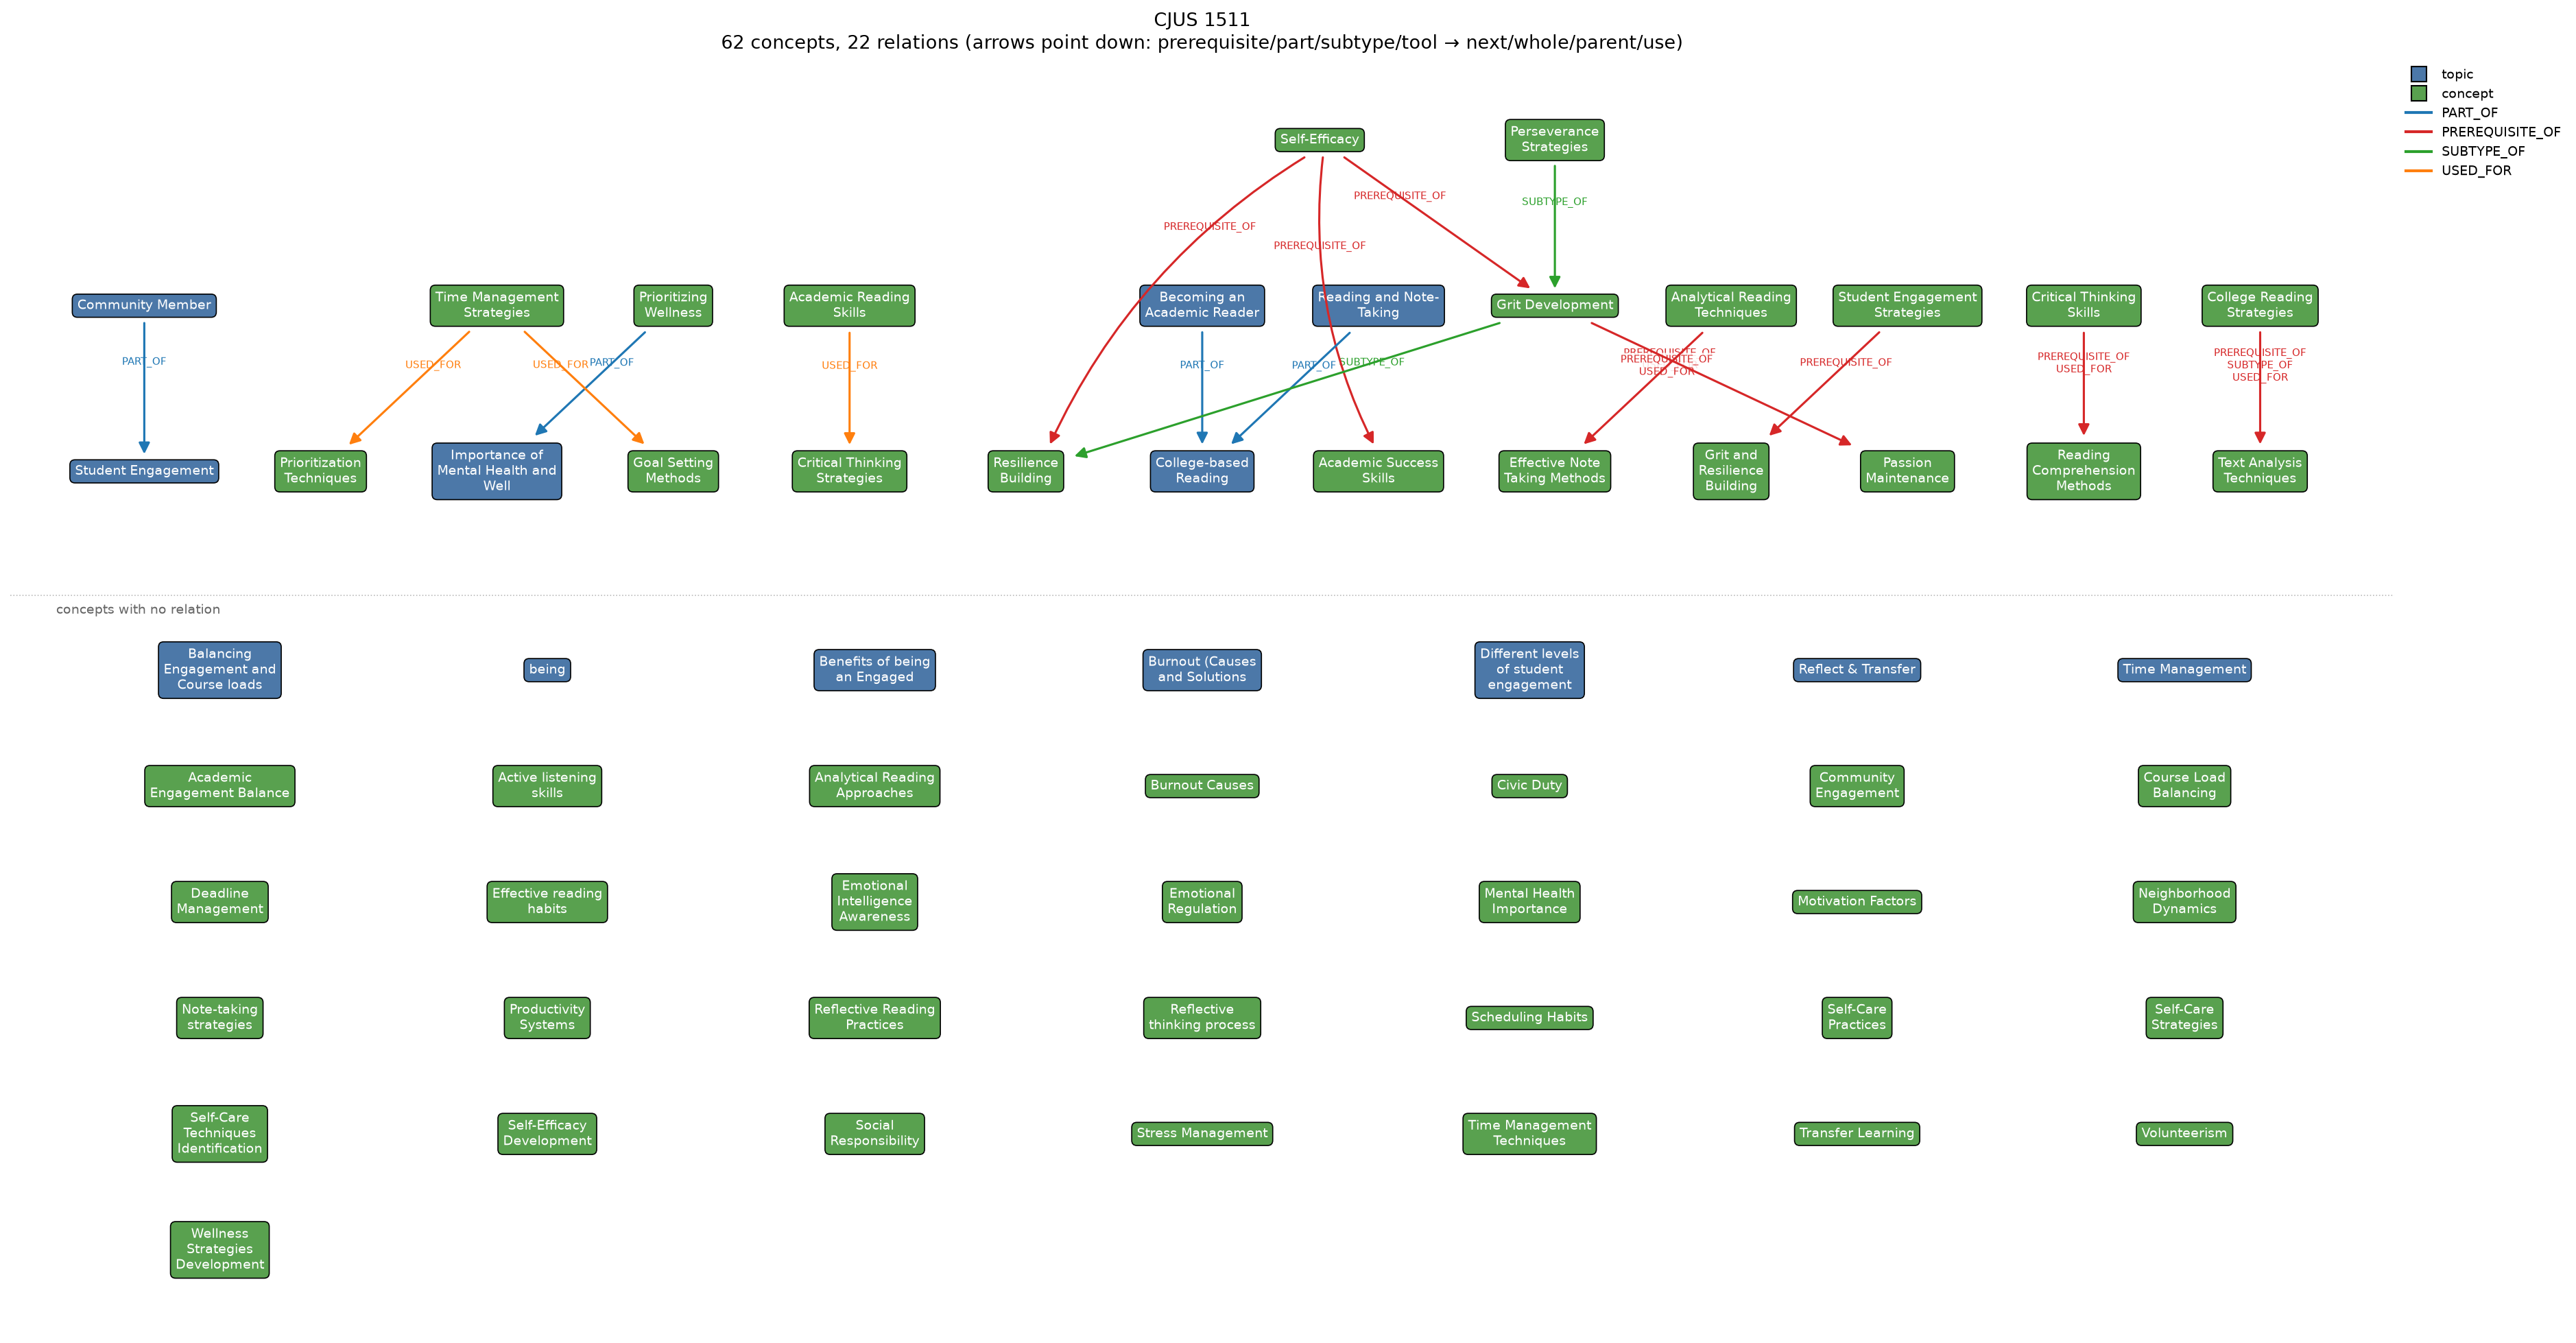 CJUS 1511
62 concepts, 22 relations (arrows point down: prerequisite/part/subtype/tool → next/whole/parent/use)
topic
concept
PART_OF
PREREQUISITE_OF
SUBTYPE_OF
USED_FOR
Self-Efficacy
Perseverance
Strategies
PREREQUISITE_OF
SUBTYPE_OF
PREREQUISITE_OF
PREREQUISITE_OF
Community Member
Time Management
Strategies
Prioritizing
Wellness
Academic Reading
Skills
Becoming an
Academic Reader
Reading and Note-
Taking
Grit Development
Analytical Reading
Techniques
Student Engagement
Strategies
Critical Thinking
Skills
College Reading
Strategies
PART_OF
USED_FOR
USED_FOR
PART_OF
USED_FOR
PART_OF
PART_OF
SUBTYPE_OF
PREREQUISITE_OF
PREREQUISITE_OF
USED_FOR
PREREQUISITE_OF
PREREQUISITE_OF
USED_FOR
PREREQUISITE_OF
SUBTYPE_OF
USED_FOR
Student Engagement
Prioritization
Techniques
Importance of
Mental Health and
Well
Goal Setting
Methods
Critical Thinking
Strategies
Resilience
Building
College-based
Reading
Academic Success
Skills
Effective Note
Taking Methods
Grit and
Resilience
Building
Passion
Maintenance
Reading
Comprehension
Methods
Text Analysis
Techniques
concepts with no relation
Balancing
Engagement and
Course loads
being
Benefits of being
an Engaged
Burnout (Causes
and Solutions
Different levels
of student
engagement
Reflect & Transfer
Time Management
Academic
Engagement Balance
Active listening
skills
Analytical Reading
Approaches
Burnout Causes
Civic Duty
Community
Engagement
Course Load
Balancing
Deadline
Management
Effective reading
habits
Emotional
Intelligence
Awareness
Emotional
Regulation
Mental Health
Importance
Motivation Factors
Neighborhood
Dynamics
Note-taking
strategies
Productivity
Systems
Reflective Reading
Practices
Reflective
thinking process
Scheduling Habits
Self-Care
Practices
Self-Care
Strategies
Self-Care
Techniques
Identification
Self-Efficacy
Development
Social
Responsibility
Stress Management
Time Management
Techniques
Transfer Learning
Volunteerism
Wellness
Strategies
Development